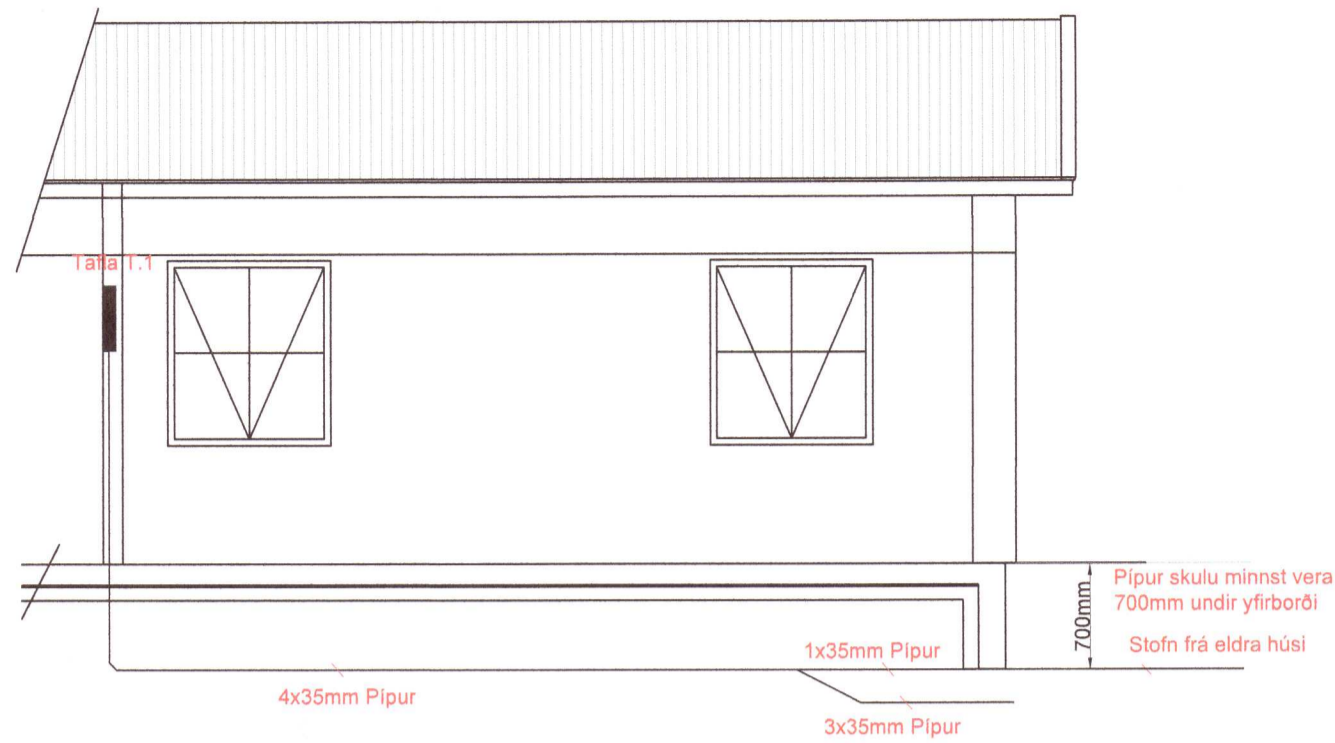 Tafla T.1
Pípur skulu minnst vera
700mm undir yfirborði
700mm
Stofn frá eldra húsi
1x35mm Pípur
4x35mm Pípur
3x35mm Pípur